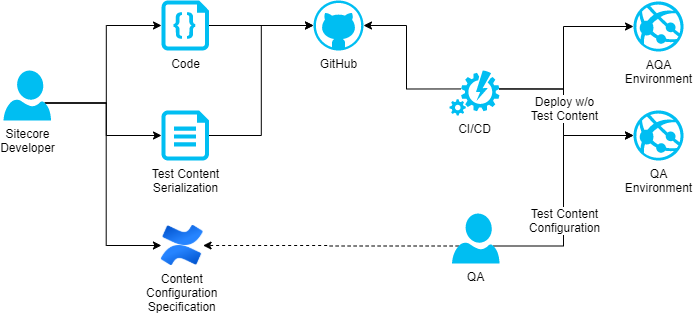 Code
GitHub
AQA
Environment
Sitecore
Developer
CI/CD
Deploy w/o
Test Content
Test Content
Serialization
QA
Environment
Test Content
Configuration
Content
Configuration
Specification
QA